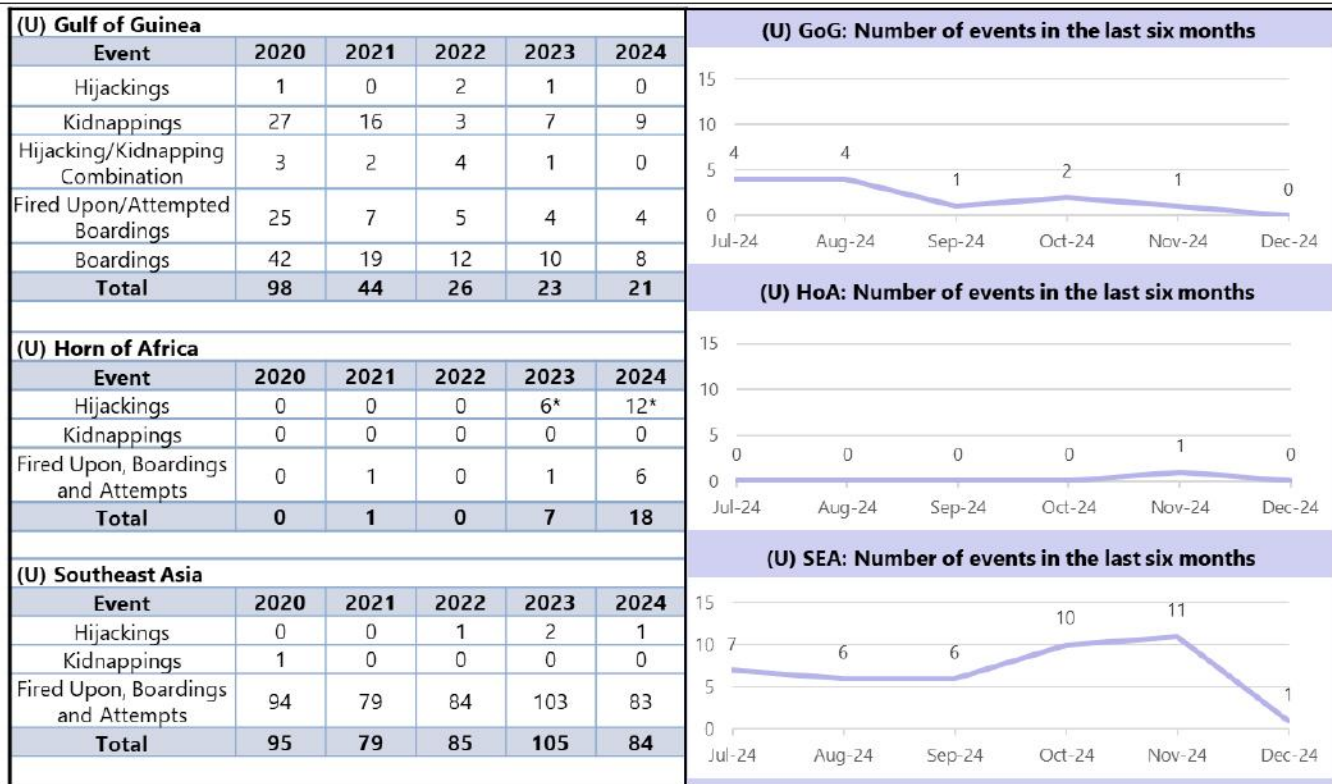 (U) Gulf of Guinea
Event 2020 2021 2022 2023 2024
Hijackings 1 0 2 1 0
Kidnappings 27 16 3 7 9
Hijacking/Kidnapping
Combination 3 2 4 1 0
Fired Upon/Attempted
Boardings 25 7 5 4 4
Boardings 42 19 12 10 8
Total 98 44 26 23 21
(U) Horn of Africa
Event 2020 2021 2022 2023 2024
Hijackings 0 0 0 6* 12*
Kidnappings 0 0 0 0 0
Fired Upon, Boardings
and Attempts 0 1 0 1 6
Total 0 1 0 7 18
(U) Southeast Asia
Event 2020 2021 2022 2023 2024
Hijackings 0 0 1 2 1
Kidnappings 1 0 0 0 0
Fired Upon, Boardings
and Attempts 94 79 84 103 83
Total 95 79 85 105 84
(U) GoG: Number of events in the last six months
15
10
5
0
4 4 1 2 1 0
Jul-24 Aug-24 Sep-24 Oct-24 Nov-24 Dec-24
(U) HoA: Number of events in the last six months
15
10
5
0
0 0 0 0 1 0
Jul-24 Aug-24 Sep-24 Oct-24 Nov-24 Dec-24
(U) SEA: Number of events in the last six months
15
10
5
0
7 6 6 10 11 1
Jul-24 Aug-24 Sep-24 Oct-24 Nov-24 Dec-24